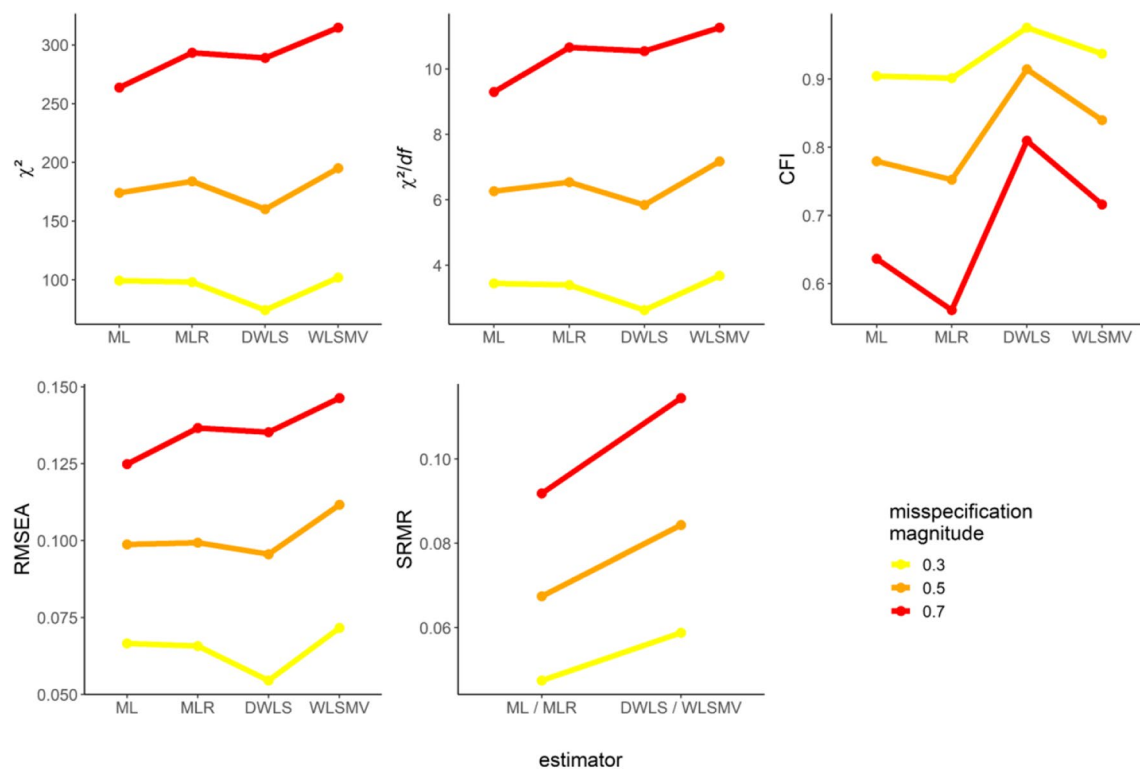 χ²
300
250
200
150
100
ML MLR DWLS WLSMV
χ²/df
10
8
6
4
ML MLR DWLS WLSMV
CFI
0.9
0.8
0.7
0.6
ML MLR DWLS WLSMV
RMSEA
0.150
0.125
0.100
0.075
0.050
ML MLR DWLS WLSMV
SRMR
0.10
0.08
0.06
ML / MLR DWLS / WLSMV
misspecification
magnitude
0.3
0.5
0.7
estimator